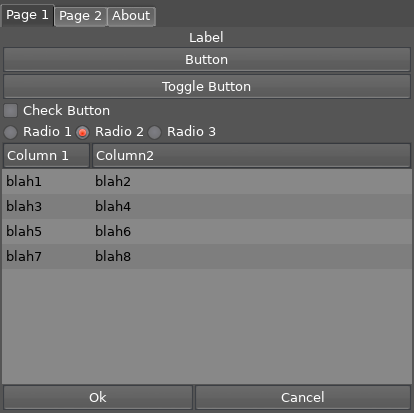 Page 1 Page 2 About
Label
Button
Toggle Button
Check Button
Radio 1 Radio 2 Radio 3
Column 1 Column2
blah1 blah2
blah3 blah4
blah5 blah6
blah7 blah8
Ok Cancel